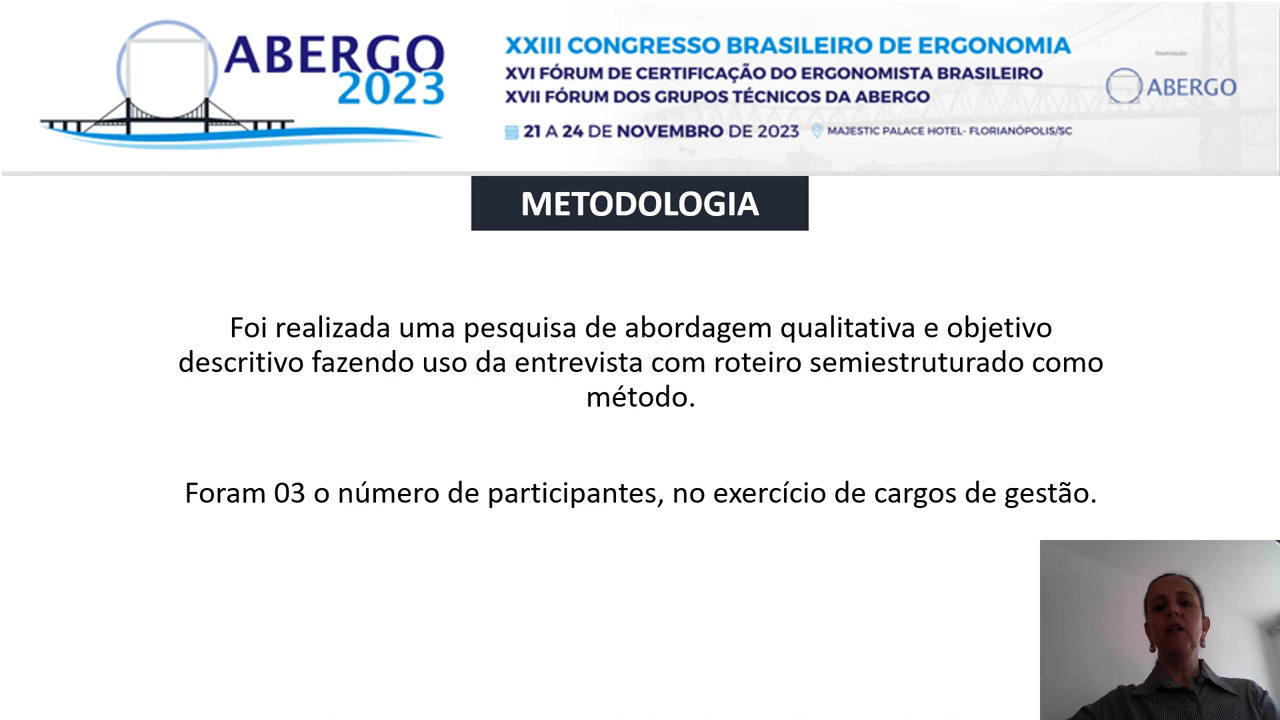 ABERGO
2023
XXIII CONGRESSO BRASILEIRO DE ERGONOMIA
XVI FÓRUM DE CERTIFICAÇÃO DO ERGONOMISTA BRASILEIRO
XVII FÓRUM DOS GRUPOS TÉCNICOS DA ABERGO
21 A 24 DE NOVEMBRO DE 2023 MAJESTIC PALACE HOTEL- FLORIANÓPOLIS/SC
Realização
ABERGO
METODOLOGIA
Foi realizada uma pesquisa de abordagem qualitativa e objetivo
descritivo fazendo uso da entrevista com roteiro semiestruturado como
método.
Foram 03 o número de participantes, no exercício de cargos de gestão.